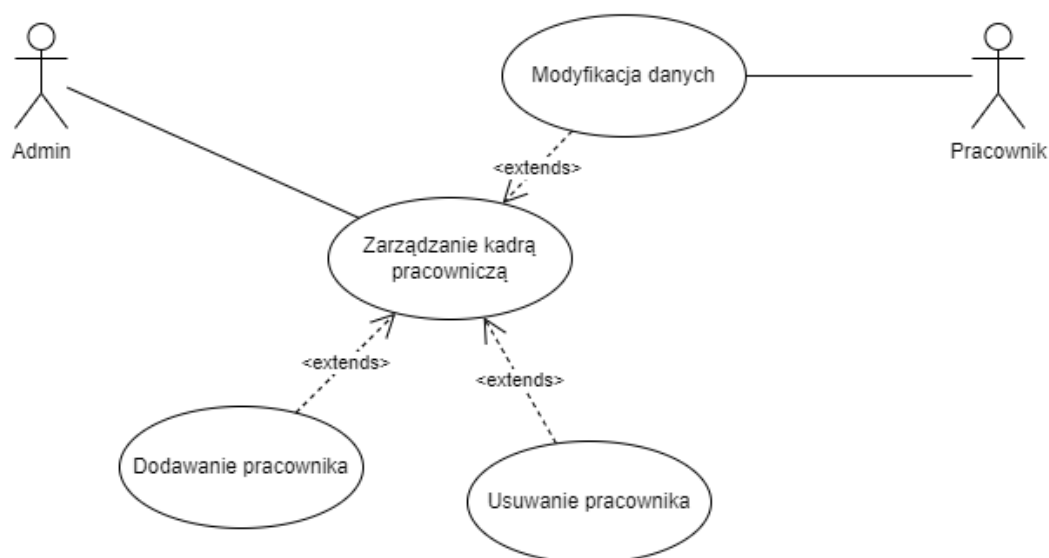 Modyfikacja danych
Admin
Pracownik
<extends>
Zarządzanie kadrą
pracowniczą
<extends>
<extends>
Dodawanie pracownika
Usuwanie pracownika